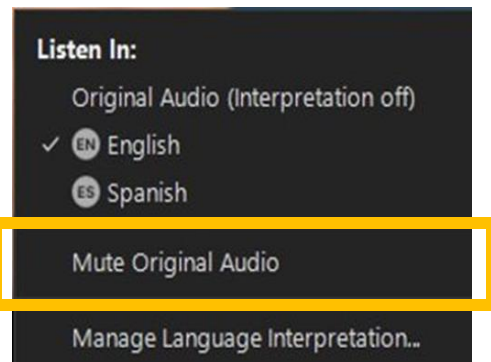 Listen In:
Original Audio (Interpretation off)
EN English
ES Spanish
Mute Original Audio
Manage Language Interpretation...